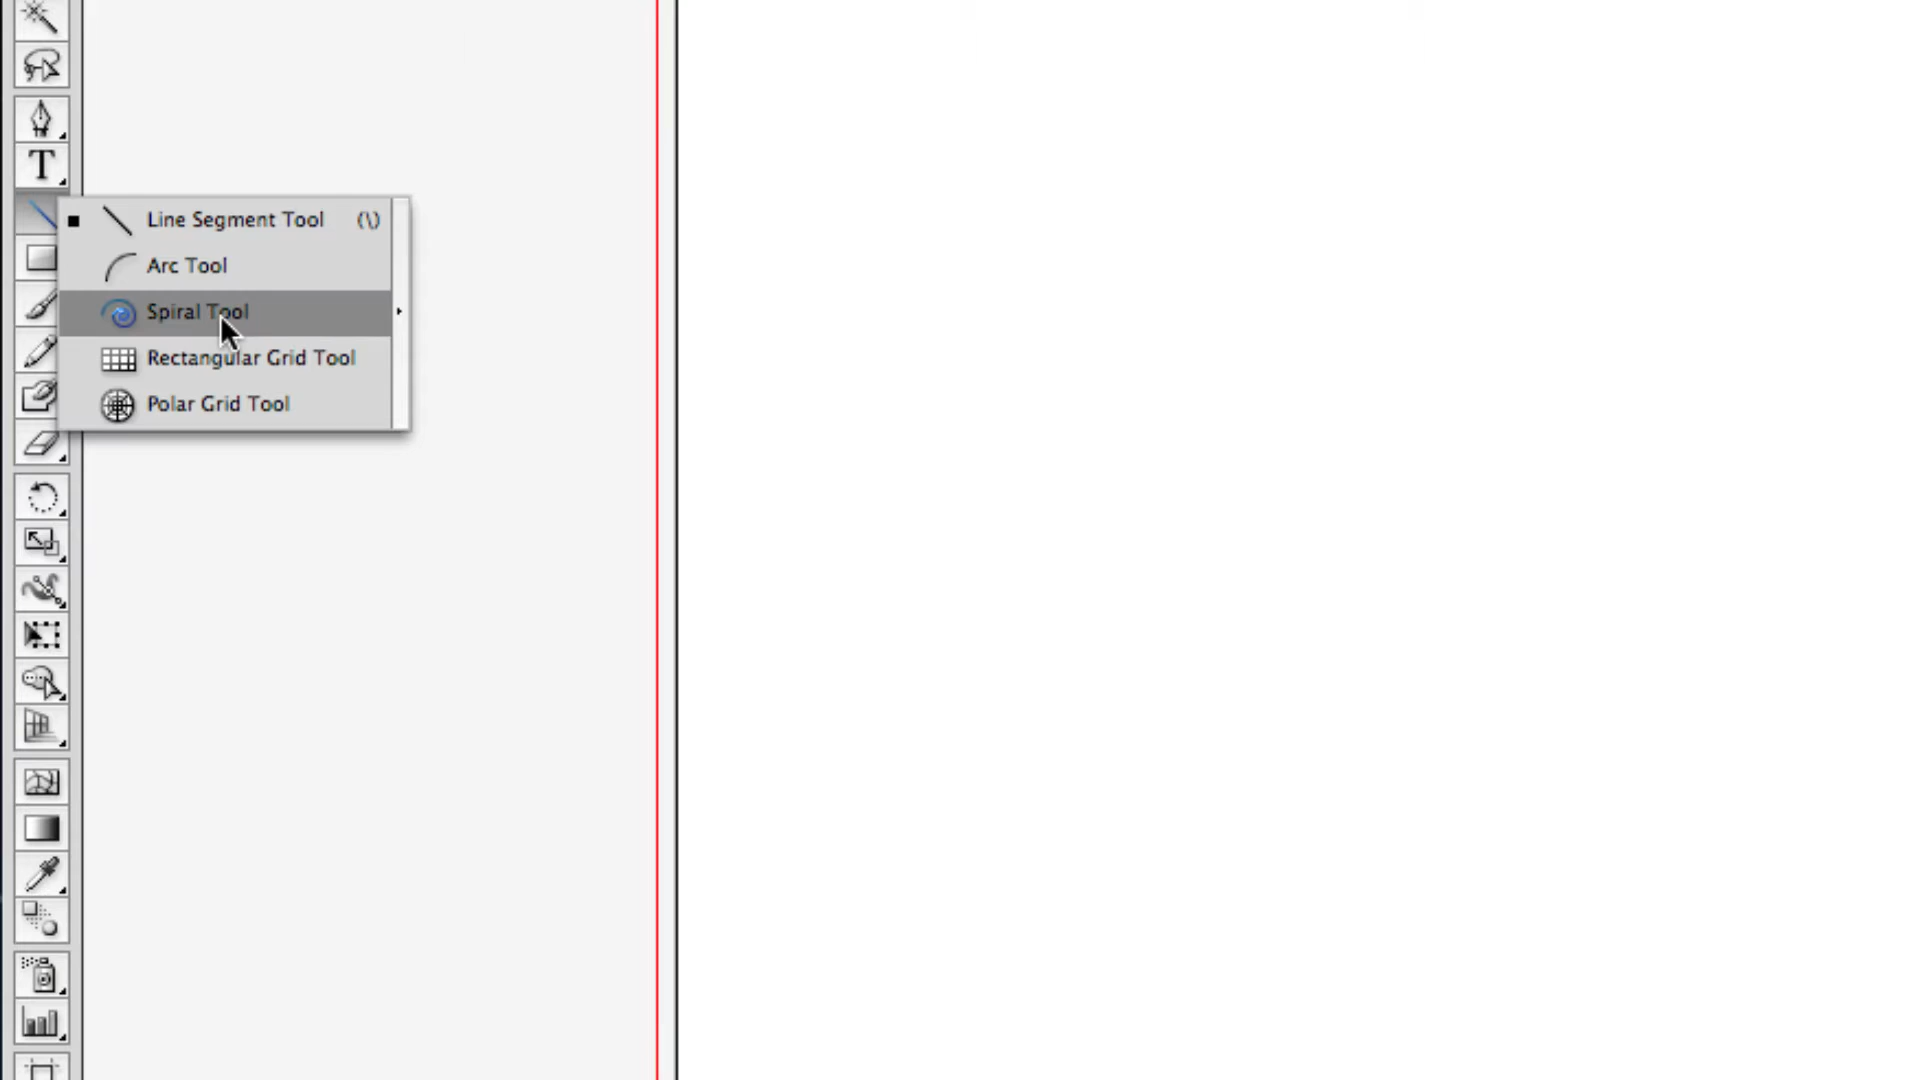 T
Line Segment Tool (\)
Arc Tool
Spiral Tool
Rectangular Grid Tool
Polar Grid Tool